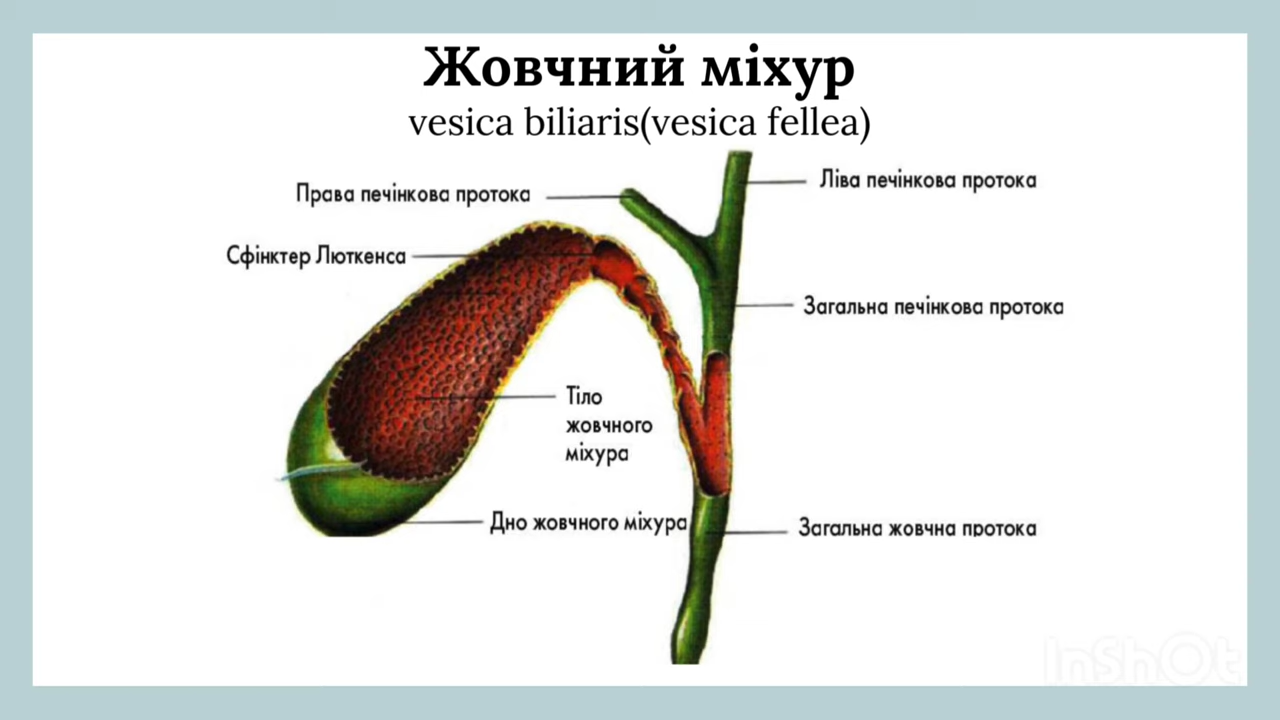 Жовчний міхур
vesica biliaris(vesica fellea)
Ліва печінкова протока
Права печінкова протока
Сфінктер Люткенса
Загальна печінкова протока
Тіло
жовчного
міхура
Дно жовчного міхура
Загальна жовчна протока
InShOt